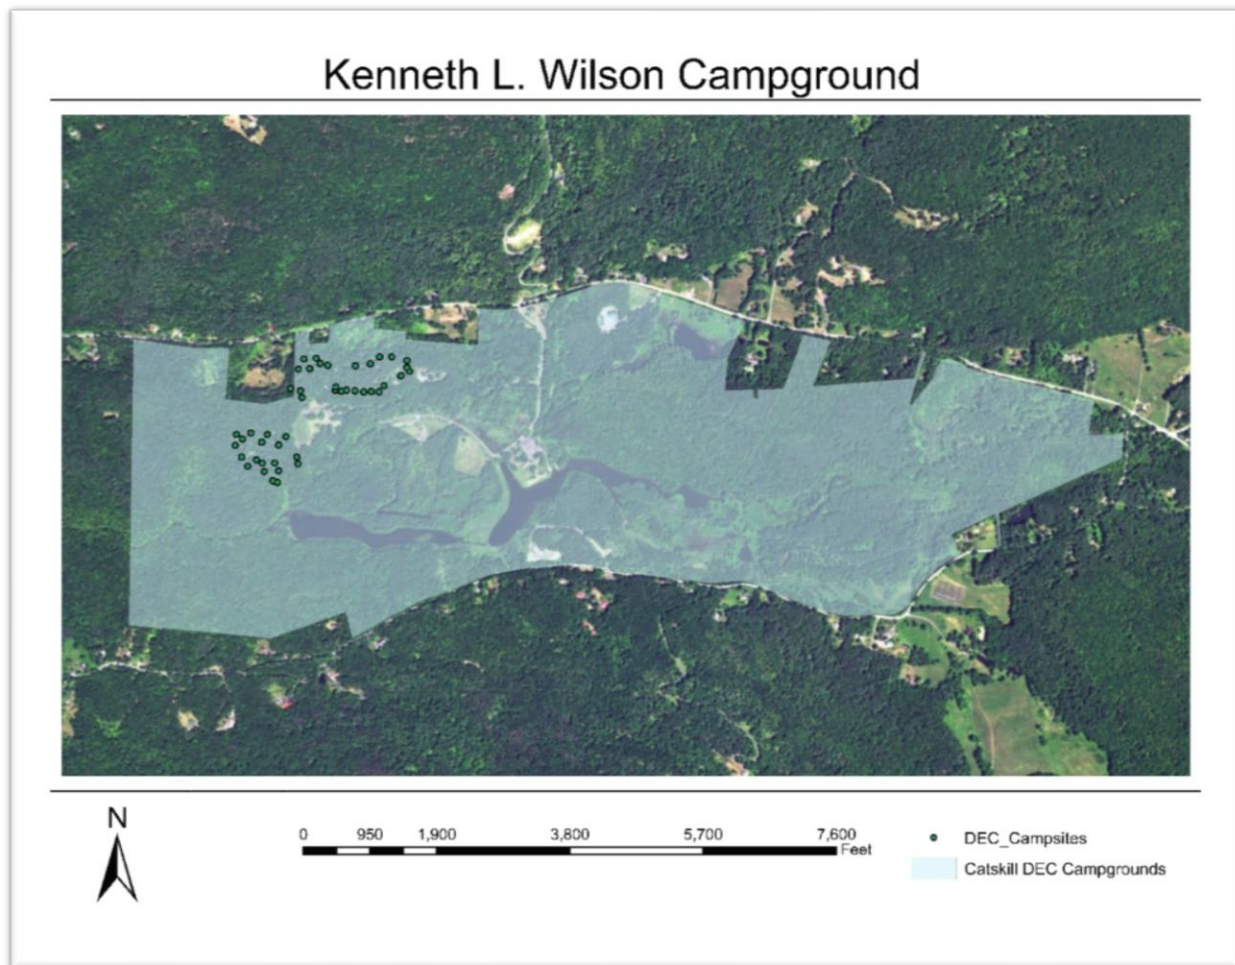 Kenneth L. Wilson Campground
N
0 950 1,900 3,800 5,700 7,600
Feet
DEC_Campsites
Catskill DEC Campgrounds